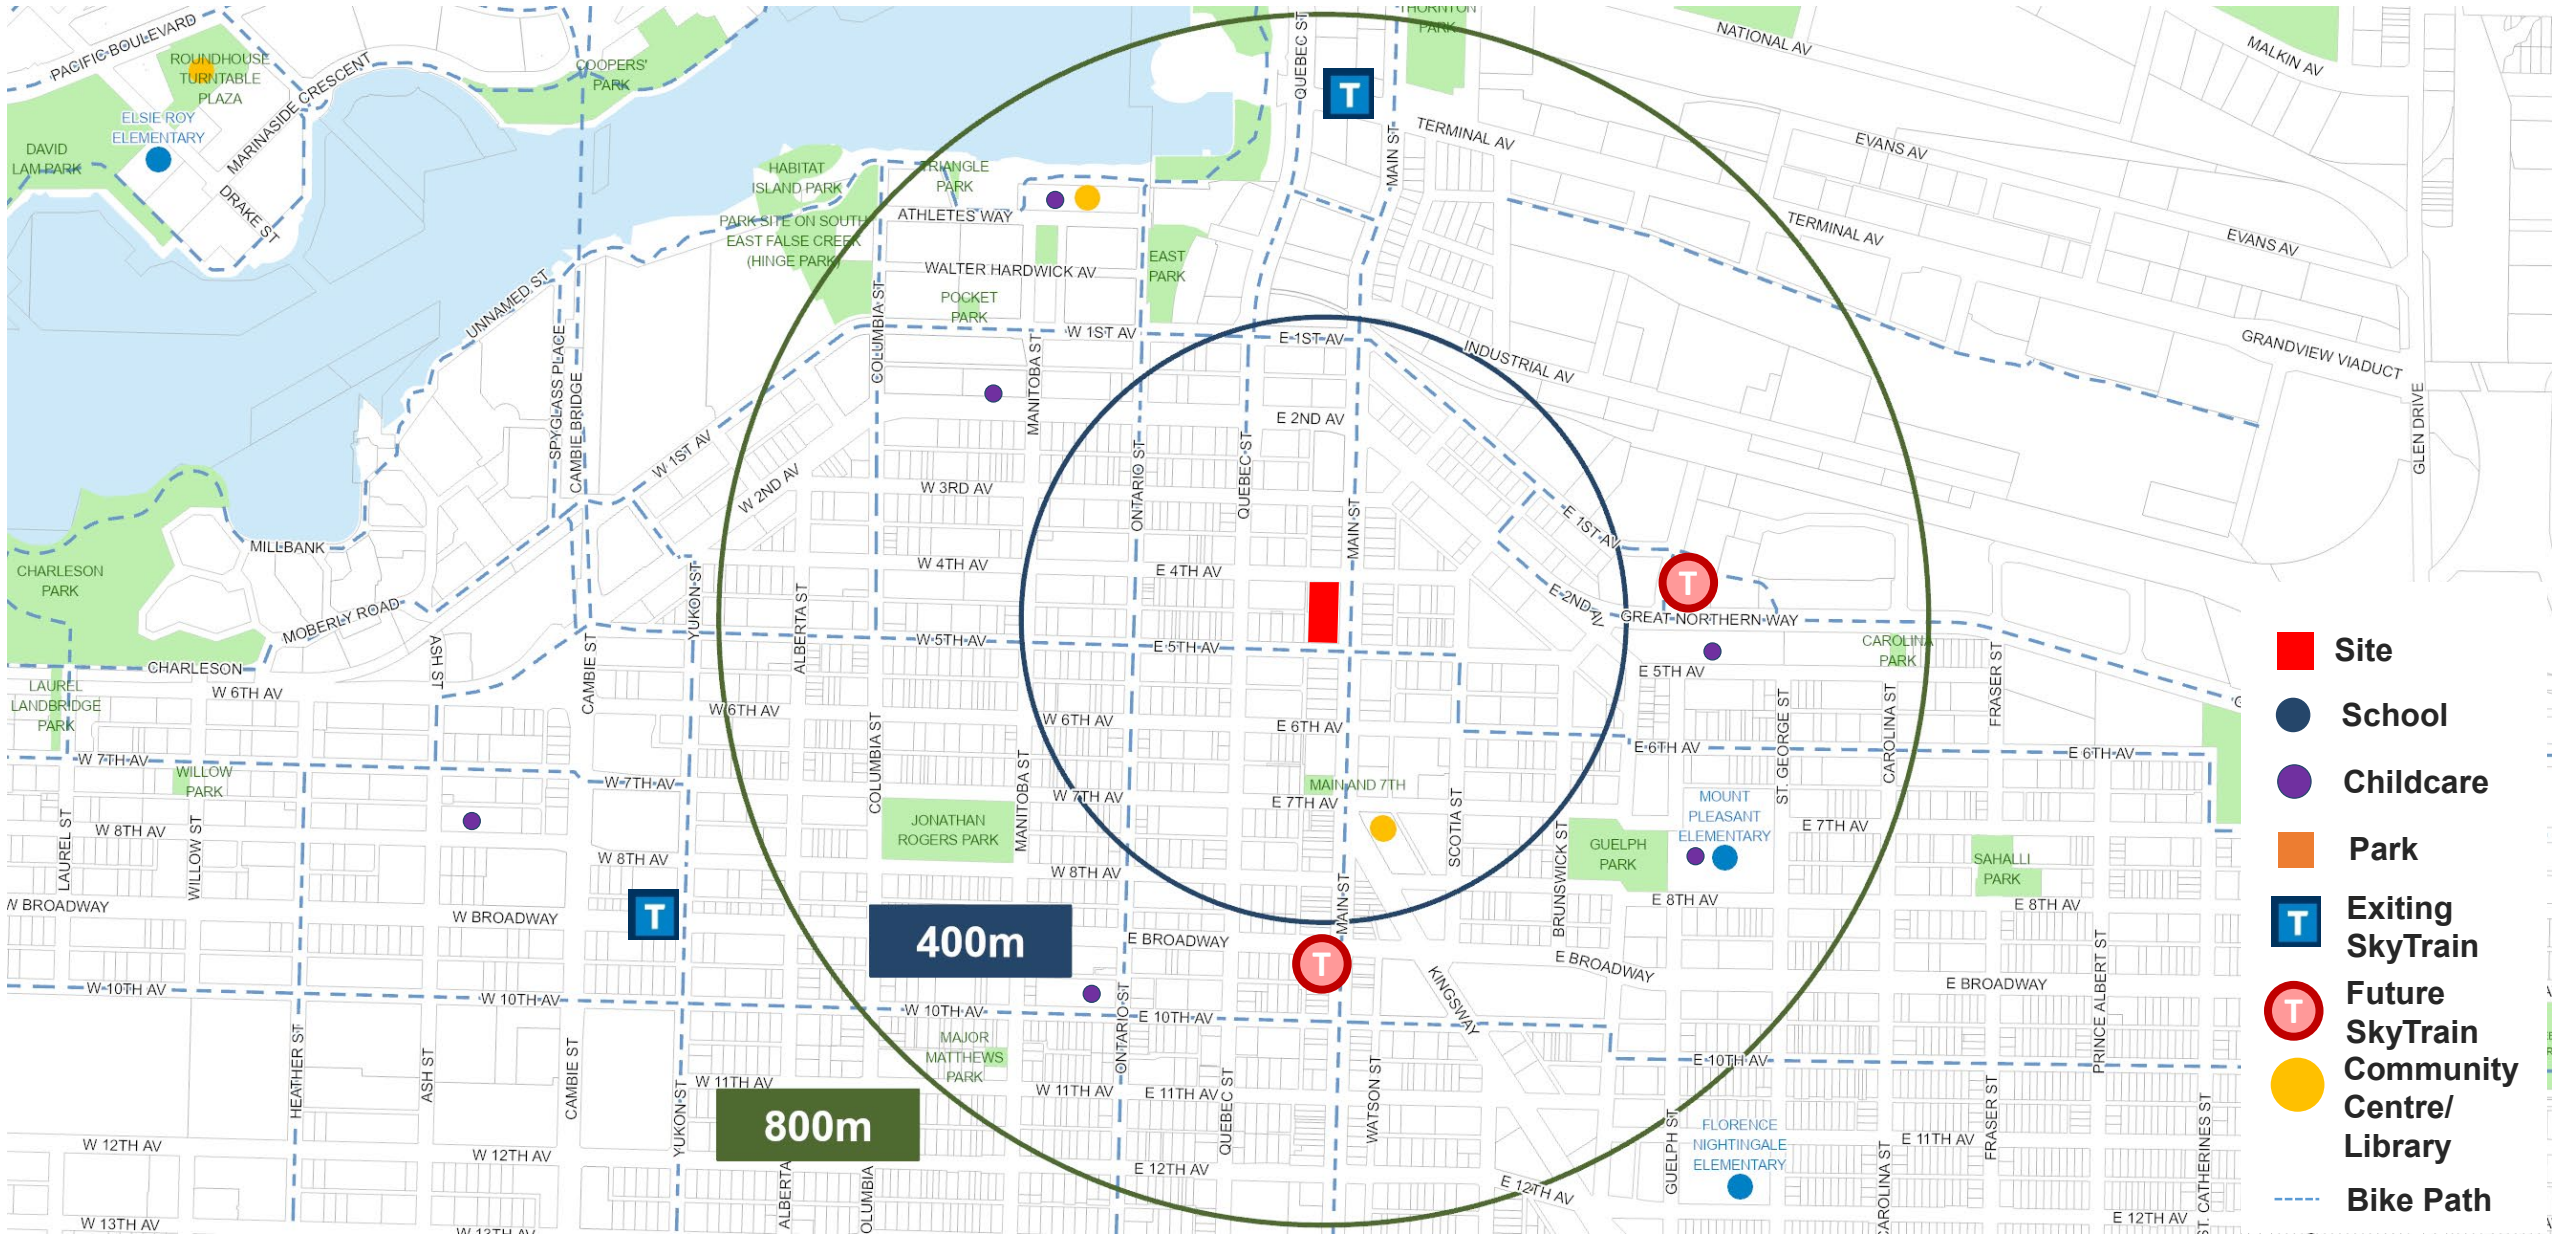 PACIFIC BOULEVARD
ROUNDHOUSE
TURNTABLE
PLAZA
MARINASIDE CRESCENT
ELSIE ROY
ELEMENTARY
DAVID
LAM PARK
DRAKE ST
COOPERS'
PARK
QUEBEC ST
THORNTON
PARK
NATIONAL AV
MALKIN AV
MAIN ST
TERMINAL AV
EVANS AV
HABITAT
ISLAND PARK
TRIANGLE
PARK
ATHLETES WAY
PARK SITE ON SOUTH
EAST FALSE CREEK
(HINGE PARK)
EAST
PARK
TERMINAL AV
EVANS AV
WALTER HARDWICK AV
POCKET
PARK
UNNAMED ST
COLUMBIA ST
W 1ST AV
E 1ST AV
MANITOBA ST
INDUSTRIAL AV
GRANDVIEW VIADUCT
GLEN DRIVE
SPYGLASS PLACE
CAMBIE BRIDGE
W 1ST AV
W 2ND AV
E 2ND AV
ONTARIO ST
QUEBEC ST
MAIN ST
W 3RD AV
E 1ST AV
MILLBANK
CHARLESON
PARK
MOBERLY ROAD
CHARLESON
YUKON ST
ALBERTA ST
W 4TH AV
E 4TH AV
E 2ND AV
GREAT NORTHERN WAY
W 5TH AV
E 5TH AV
E 5TH AV
CAROLINA
PARK
ASH ST
CAMBIE ST
LAUREL
LANDBRIDGE
PARK
W 6TH AV
W 6TH AV
W 6TH AV
E 6TH AV
E 6TH AV
E 6TH AV
ST. GEORGE ST
CAROLINA ST
FRASER ST
COLUMBIA ST
MANITOBA ST
W 7TH AV
WILLOW
PARK
W 7TH AV
W 7TH AV
MAIN AND 7TH
E 7TH AV
SCOTIA ST
BRUNSWICK ST
MOUNT
PLEASANT
ELEMENTARY
E 7TH AV
GUELPH
PARK
JONATHAN
ROGERS PARK
LAUREL ST
W 8TH AV
WILLOW ST
W 8TH AV
W 8TH AV
E 8TH AV
SAHALLI
PARK
E 8TH AV
W BROADWAY
W BROADWAY
400m
E BROADWAY
MAIN ST
KINGSWAY
E BROADWAY
E BROADWAY
PRINCE ALBERT ST
W 10TH AV
W 10TH AV
W 10TH AV
E 10TH AV
E 10TH AV
MAJOR
MATTHEWS
PARK
ONTARIO ST
HEATHER ST
ASH ST
CAMBIE ST
YUKON ST
W 11TH AV
W 11TH AV
E 11TH AV
QUEBEC ST
WATSON ST
GUELPH ST
800m
FLORENCE
NIGHTINGALE
ELEMENTARY
E 11TH AV
FRASER ST
CAROLINA ST
ST. CATHERINES ST
W 12TH AV
W 12TH AV
E 12TH AV
E 12TH AV
E 12TH AV
ALBERTA
OLUMBIA
W 13TH AV
T
T
T
T
Site
School
Childcare
Park
T
Exiting
SkyTrain
T
Future
SkyTrain
Community
Centre/
Library
Bike Path